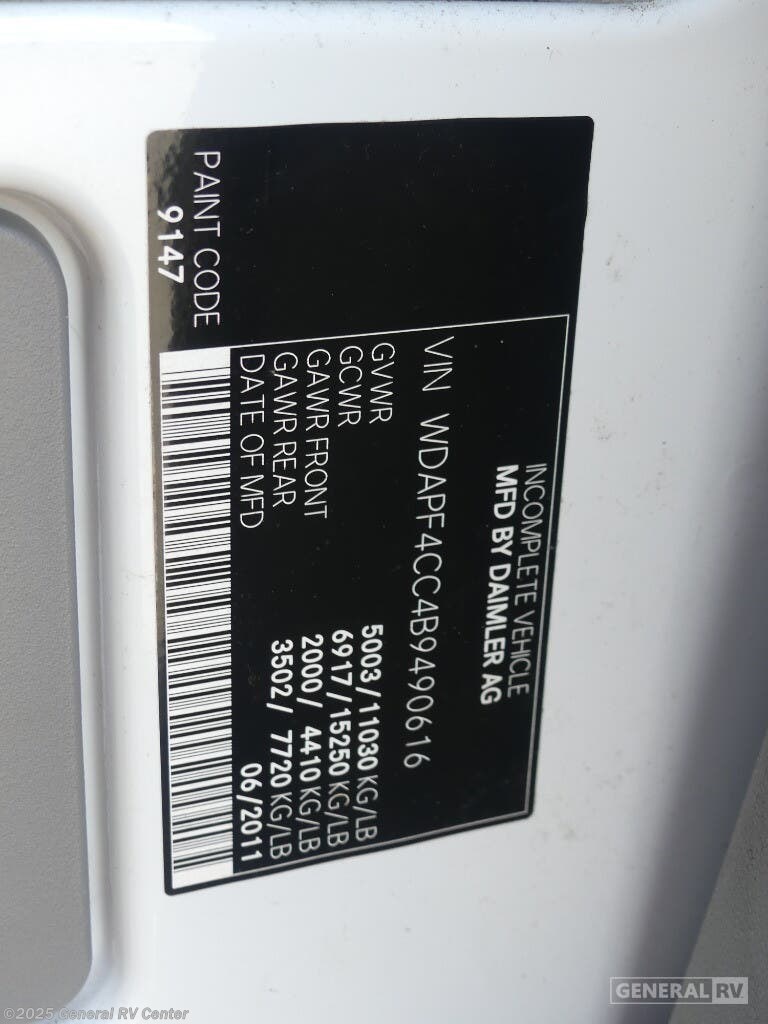 INCOMPLETE VEHICLE
MFD BY DAIMLER AG
VIN WDAPF4CC4B9490616
GVWR 5003/11030 KG/LB
GCWR 6917/15250 KG/LB
GAWR FRONT 2000/ 4410 KG/LB
GAWR REAR 3502/ 7720 KG/LB
DATE OF MFD 06/2011
PAINT CODE
9147
GENERAL RV
©2025 General RV Center